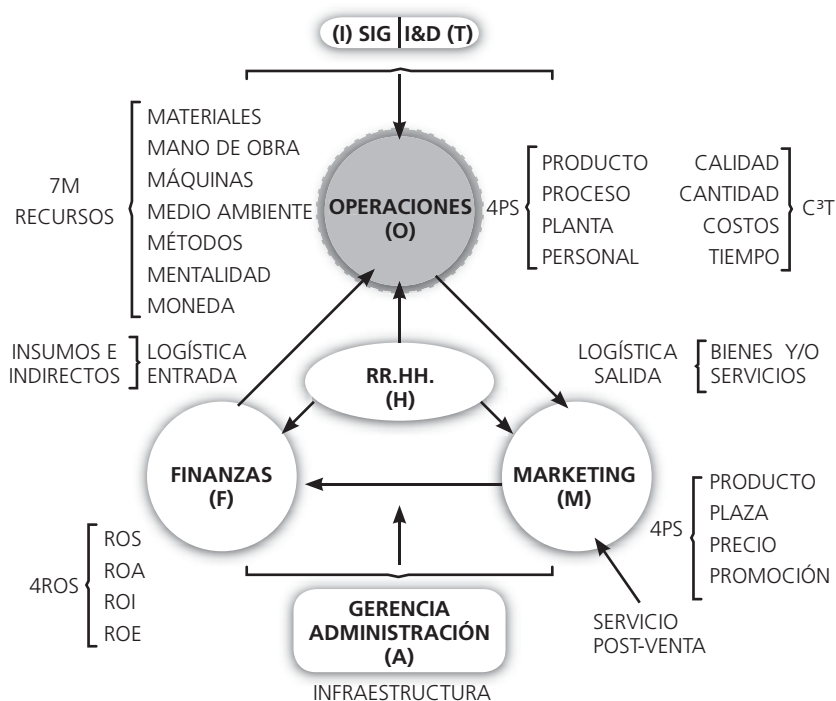 (I) SIG I&D (T)
7M
RECURSOS
MATERIALES
MANO DE OBRA
MÁQUINAS
MEDIO AMBIENTE
MÉTODOS
MENTALIDAD
MONEDA
OPERACIONES
(O)
4PS
PRODUCTO
PROCESO
PLANTA
PERSONAL
CALIDAD
CANTIDAD
COSTOS
TIEMPO
C³T
INSUMOS E
INDIRECTOS
LOGÍSTICA
ENTRADA
RR.HH.
(H)
LOGÍSTICA
SALIDA
BIENES Y/O
SERVICIOS
FINANZAS
(F)
MARKETING
(M)
4PS
PRODUCTO
PLAZA
PRECIO
PROMOCIÓN
4ROS
ROS
ROA
ROI
ROE
GERENCIA
ADMINISTRACIÓN
(A)
INFRAESTRUCTURA
SERVICIO
POST-VENTA